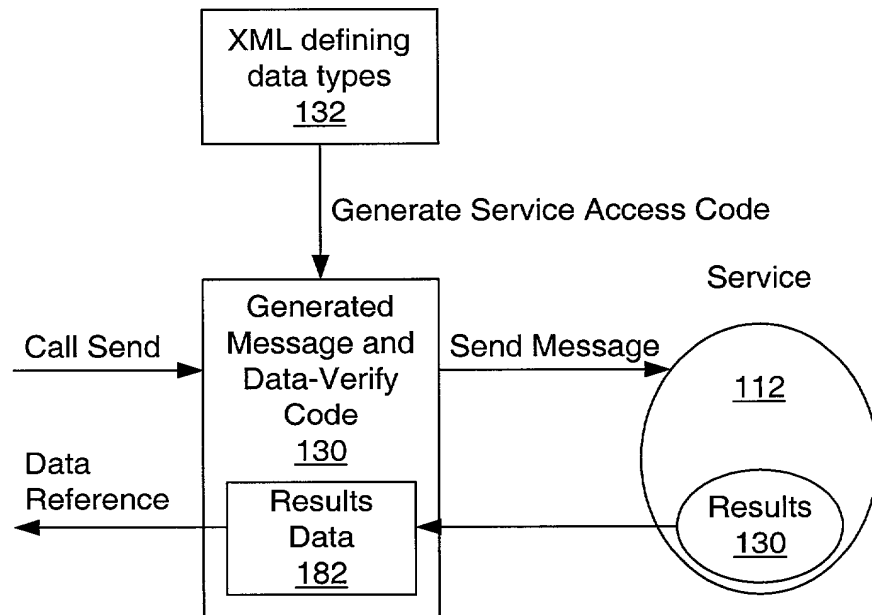 XML defining
data types
132
Generate Service Access Code
Service
Generated
Message and
Data-Verify
Code
130
Call Send
Send Message
112
Data
Reference
Results
Data
182
Results
130